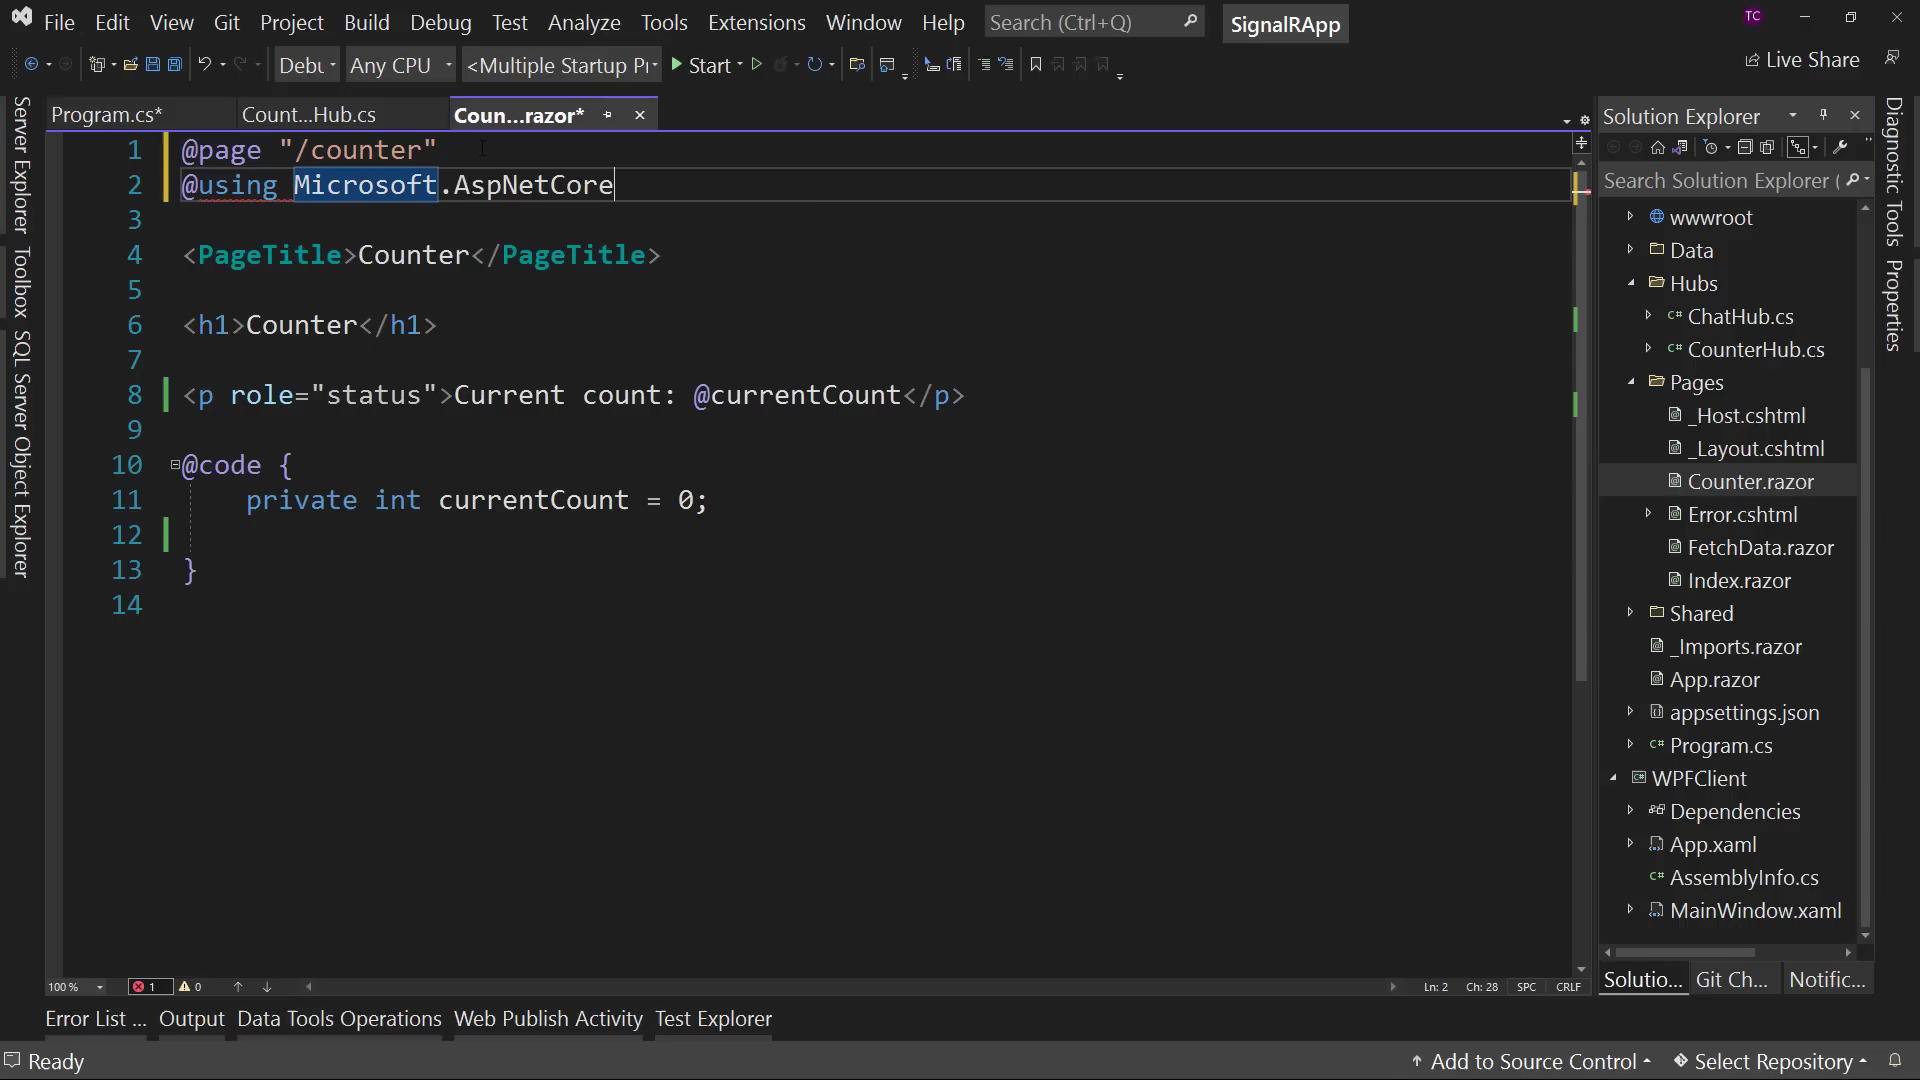 File Edit View Git Project Build Debug Test Analyze Tools Extensions Window Help Search (Ctrl+Q) SignalRApp TC
Debu Any CPU <Multiple Startup Pr Start Live Share
Program.cs* Count...Hub.cs Coun...razor*
Server Explorer
Toolbox
SQL Server Object Explorer
1 @page "/counter"
2 @using Microsoft.AspNetCore
3
4 <PageTitle>Counter</PageTitle>
5
6 <h1>Counter</h1>
7
8 <p role="status">Current count: @currentCount</p>
9
10 @code {
11 private int currentCount = 0;
12
13 }
14
100 % 1 0 Ln: 2 Ch: 28 SPC CRLF
Solution Explorer
Search Solution Explorer (
wwwroot
Data
Hubs
C# ChatHub.cs
C# CounterHub.cs
Pages
_Host.cshtml
_Layout.cshtml
Counter.razor
Error.cshtml
FetchData.razor
Index.razor
Shared
_Imports.razor
App.razor
appsettings.json
C# Program.cs
WPFClient
Dependencies
App.xaml
C# AssemblyInfo.cs
MainWindow.xaml
Solutio... Git Ch... Notific...
Diagnostic Tools
Properties
Error List ... Output Data Tools Operations Web Publish Activity Test Explorer
Ready Add to Source Control Select Repository